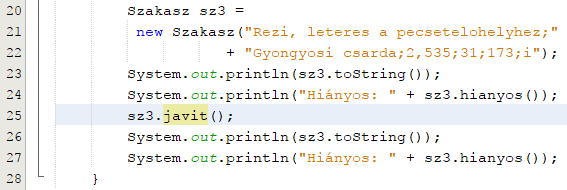 20 Szakasz sz3 =
21 new Szakasz("Rezi, leteres a pecsetelohelyhez;"
22 + "Gyongyosi csarda;2,535;31;173;i");
23 System.out.println(sz3.toString());
24 System.out.println("Hiányos: " + sz3.hianyos());
25 sz3.javit();
26 System.out.println(sz3.toString());
27 System.out.println("Hiányos: " + sz3.hianyos());
28 }